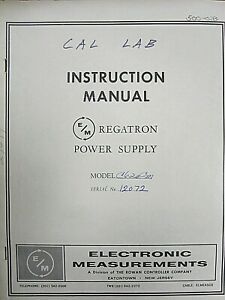 CAL LAB
INSTRUCTION
MANUAL
E/M REGATRON
POWER SUPPLY
MODEL
SERIAL No. 12072
E/M
ELECTRONIC
MEASUREMENTS
A Division of THE ROWAN CONTROLLER COMPANY
EATONTOWN - NEW JERSEY